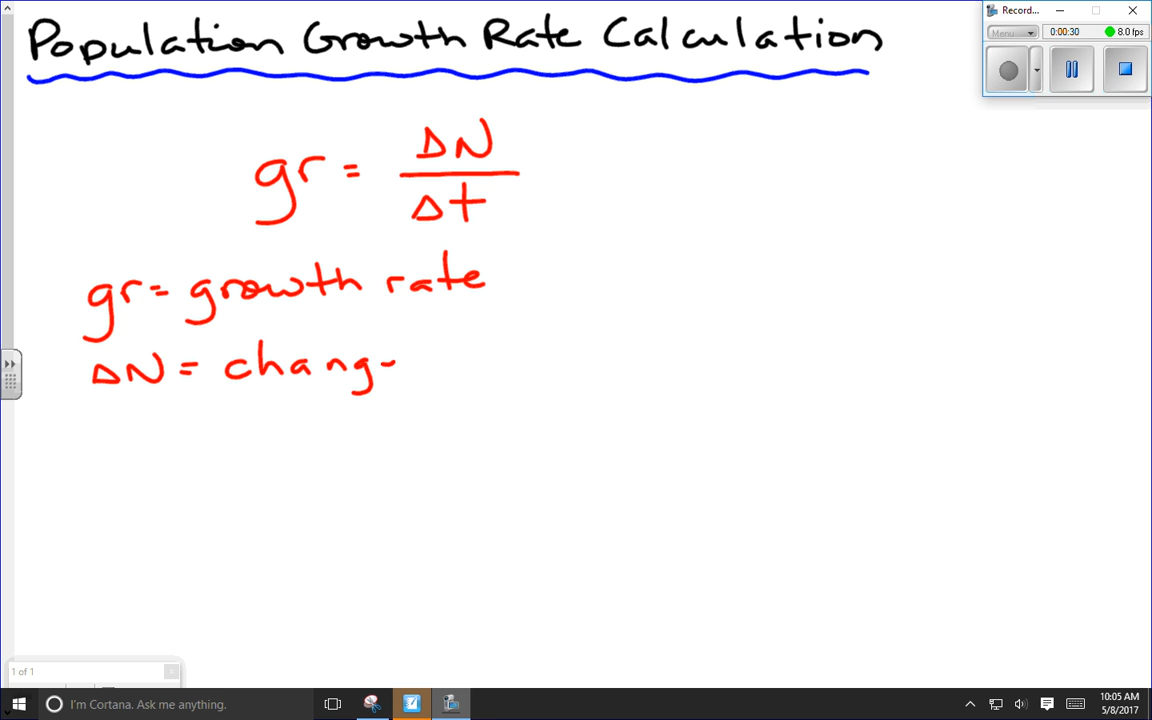 Population Growth Rate Calculation
gr = ΔN
Δt
gr = growth rate
ΔN = chang-
Record...
Menu
0:00:30
8.0 fps
1 of 1
I'm Cortana. Ask me anything.
10:05 AM
5/8/2017